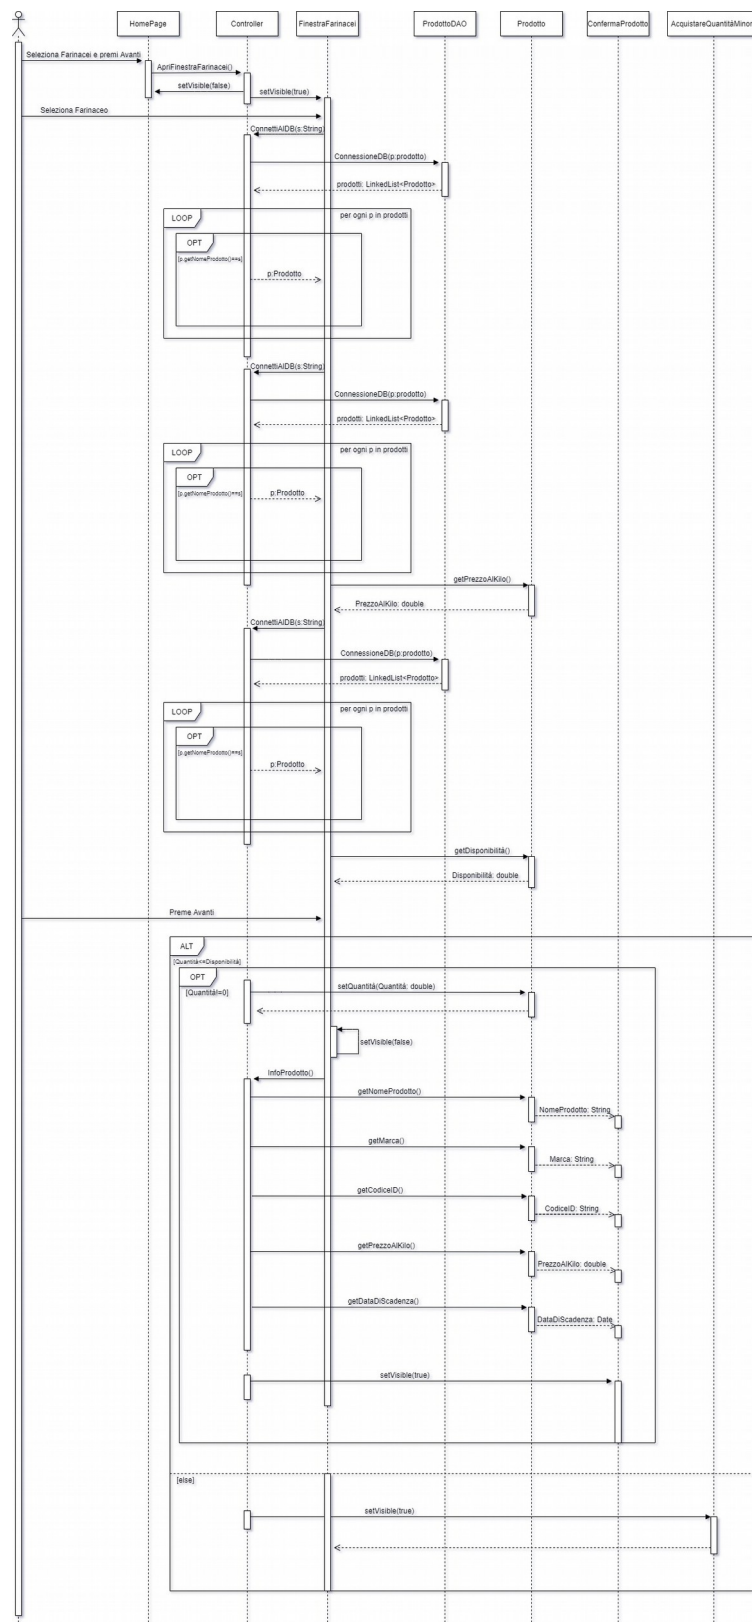 HomePage
Controller
FinestraFarinacei
ProdottoDAO
Prodotto
ConfermaProdotto
AcquistareQuantitàMinore
Seleziona Farinacei e premi Avanti
ApriFinestraFarinacei()
setVisible(false)
setVisible(true)
Seleziona Farinaceo
ConnettiAlDB(s:String)
ConnessioneDB(p:prodotto)
prodotti: LinkedList<Prodotto>
LOOP
per ogni p in prodotti
OPT
[p.getNomeProdotto()==s]
p:Prodotto
ConnettiAlDB(s:String)
ConnessioneDB(p:prodotto)
prodotti: LinkedList<Prodotto>
LOOP
per ogni p in prodotti
OPT
[p.getNomeProdotto()==s]
p:Prodotto
getPrezzoAlKilo()
PrezzoAlKilo: double
ConnettiAlDB(s:String)
ConnessioneDB(p:prodotto)
prodotti: LinkedList<Prodotto>
LOOP
per ogni p in prodotti
OPT
[p.getNomeProdotto()==s]
p:Prodotto
getDisponibilità()
Disponibilità: double
Preme Avanti
ALT
[Quantità<=Disponibilità]
OPT
[Quantità!=0]
setQuantità(Quantità: double)
setVisible(false)
InfoProdotto()
getNomeProdotto()
NomeProdotto: String
getMarca()
Marca: String
getCodiceID()
CodiceID: String
getPrezzoAlKilo()
PrezzoAlKilo: double
getDataDiScadenza()
DataDiScadenza: Date
setVisible(true)
[else]
setVisible(true)